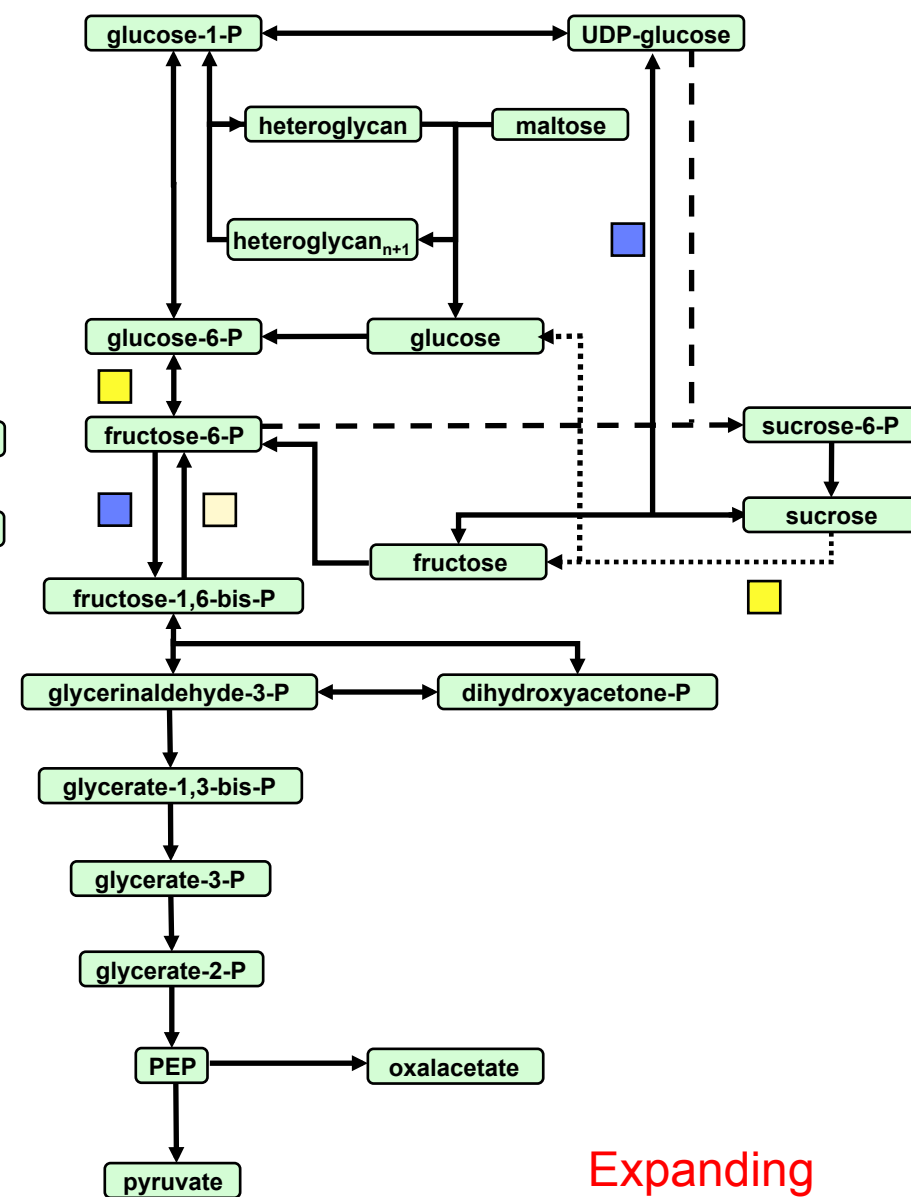 glucose-1-P
UDP-glucose
heteroglycan
maltose
heteroglycann+1
glucose-6-P
glucose
fructose-6-P
sucrose-6-P
sucrose
fructose
fructose-1,6-bis-P
glycerinaldehyde-3-P
dihydroxyacetone-P
glycerate-1,3-bis-P
glycerate-3-P
glycerate-2-P
PEP
oxalacetate
pyruvate
Expanding